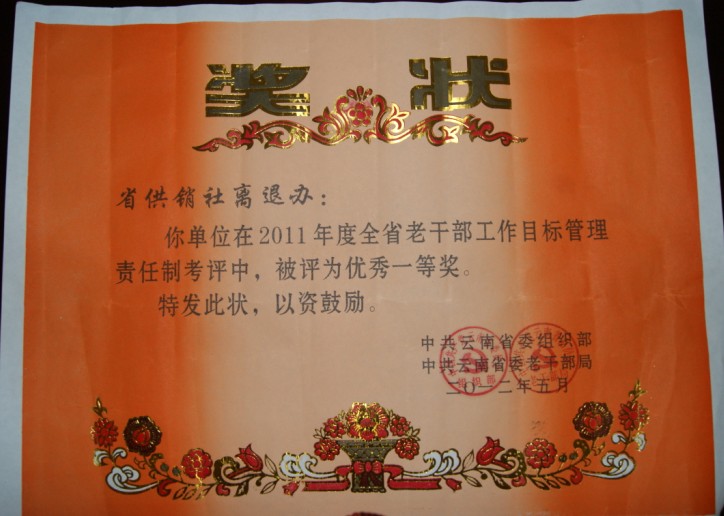 奖状
省供销社离退办：
你单位在2011年度全省老干部工作目标管理
责任制考评中，被评为优秀一等奖。
特发此状，以资鼓励。
中共云南省委组织部
中共云南省委老干部局
二〇一二年五月